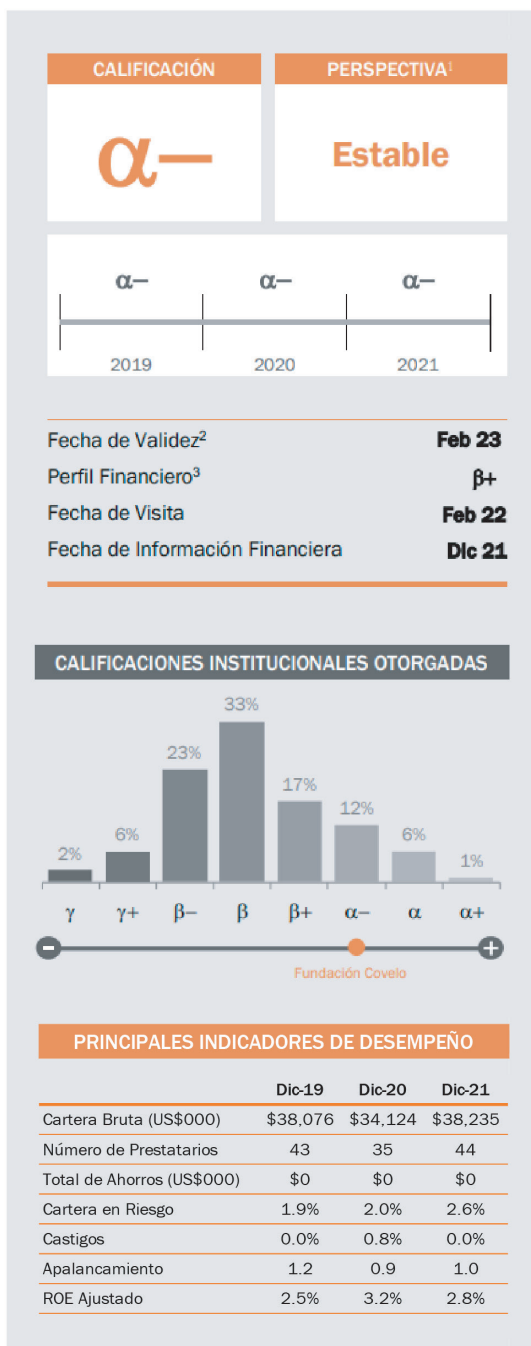 CALIFICACIÓN PERSPECTIVA¹
α− Estable
α− α− α−
2019 2020 2021
Fecha de Validez² Feb 23
Perfil Financiero³ β+
Fecha de Visita Feb 22
Fecha de Información Financiera Dic 21
CALIFICACIONES INSTITUCIONALES OTORGADAS
2% 6% 23% 33% 17% 12% 6% 1%
γ γ+ β− β β+ α− α α+
− +
Fundación Covelo
PRINCIPALES INDICADORES DE DESEMPEÑO
Dic-19 Dic-20 Dic-21
Cartera Bruta (US$000) $38,076 $34,124 $38,235
Número de Prestatarios 43 35 44
Total de Ahorros (US$000) $0 $0 $0
Cartera en Riesgo 1.9% 2.0% 2.6%
Castigos 0.0% 0.8% 0.0%
Apalancamiento 1.2 0.9 1.0
ROE Ajustado 2.5% 3.2% 2.8%